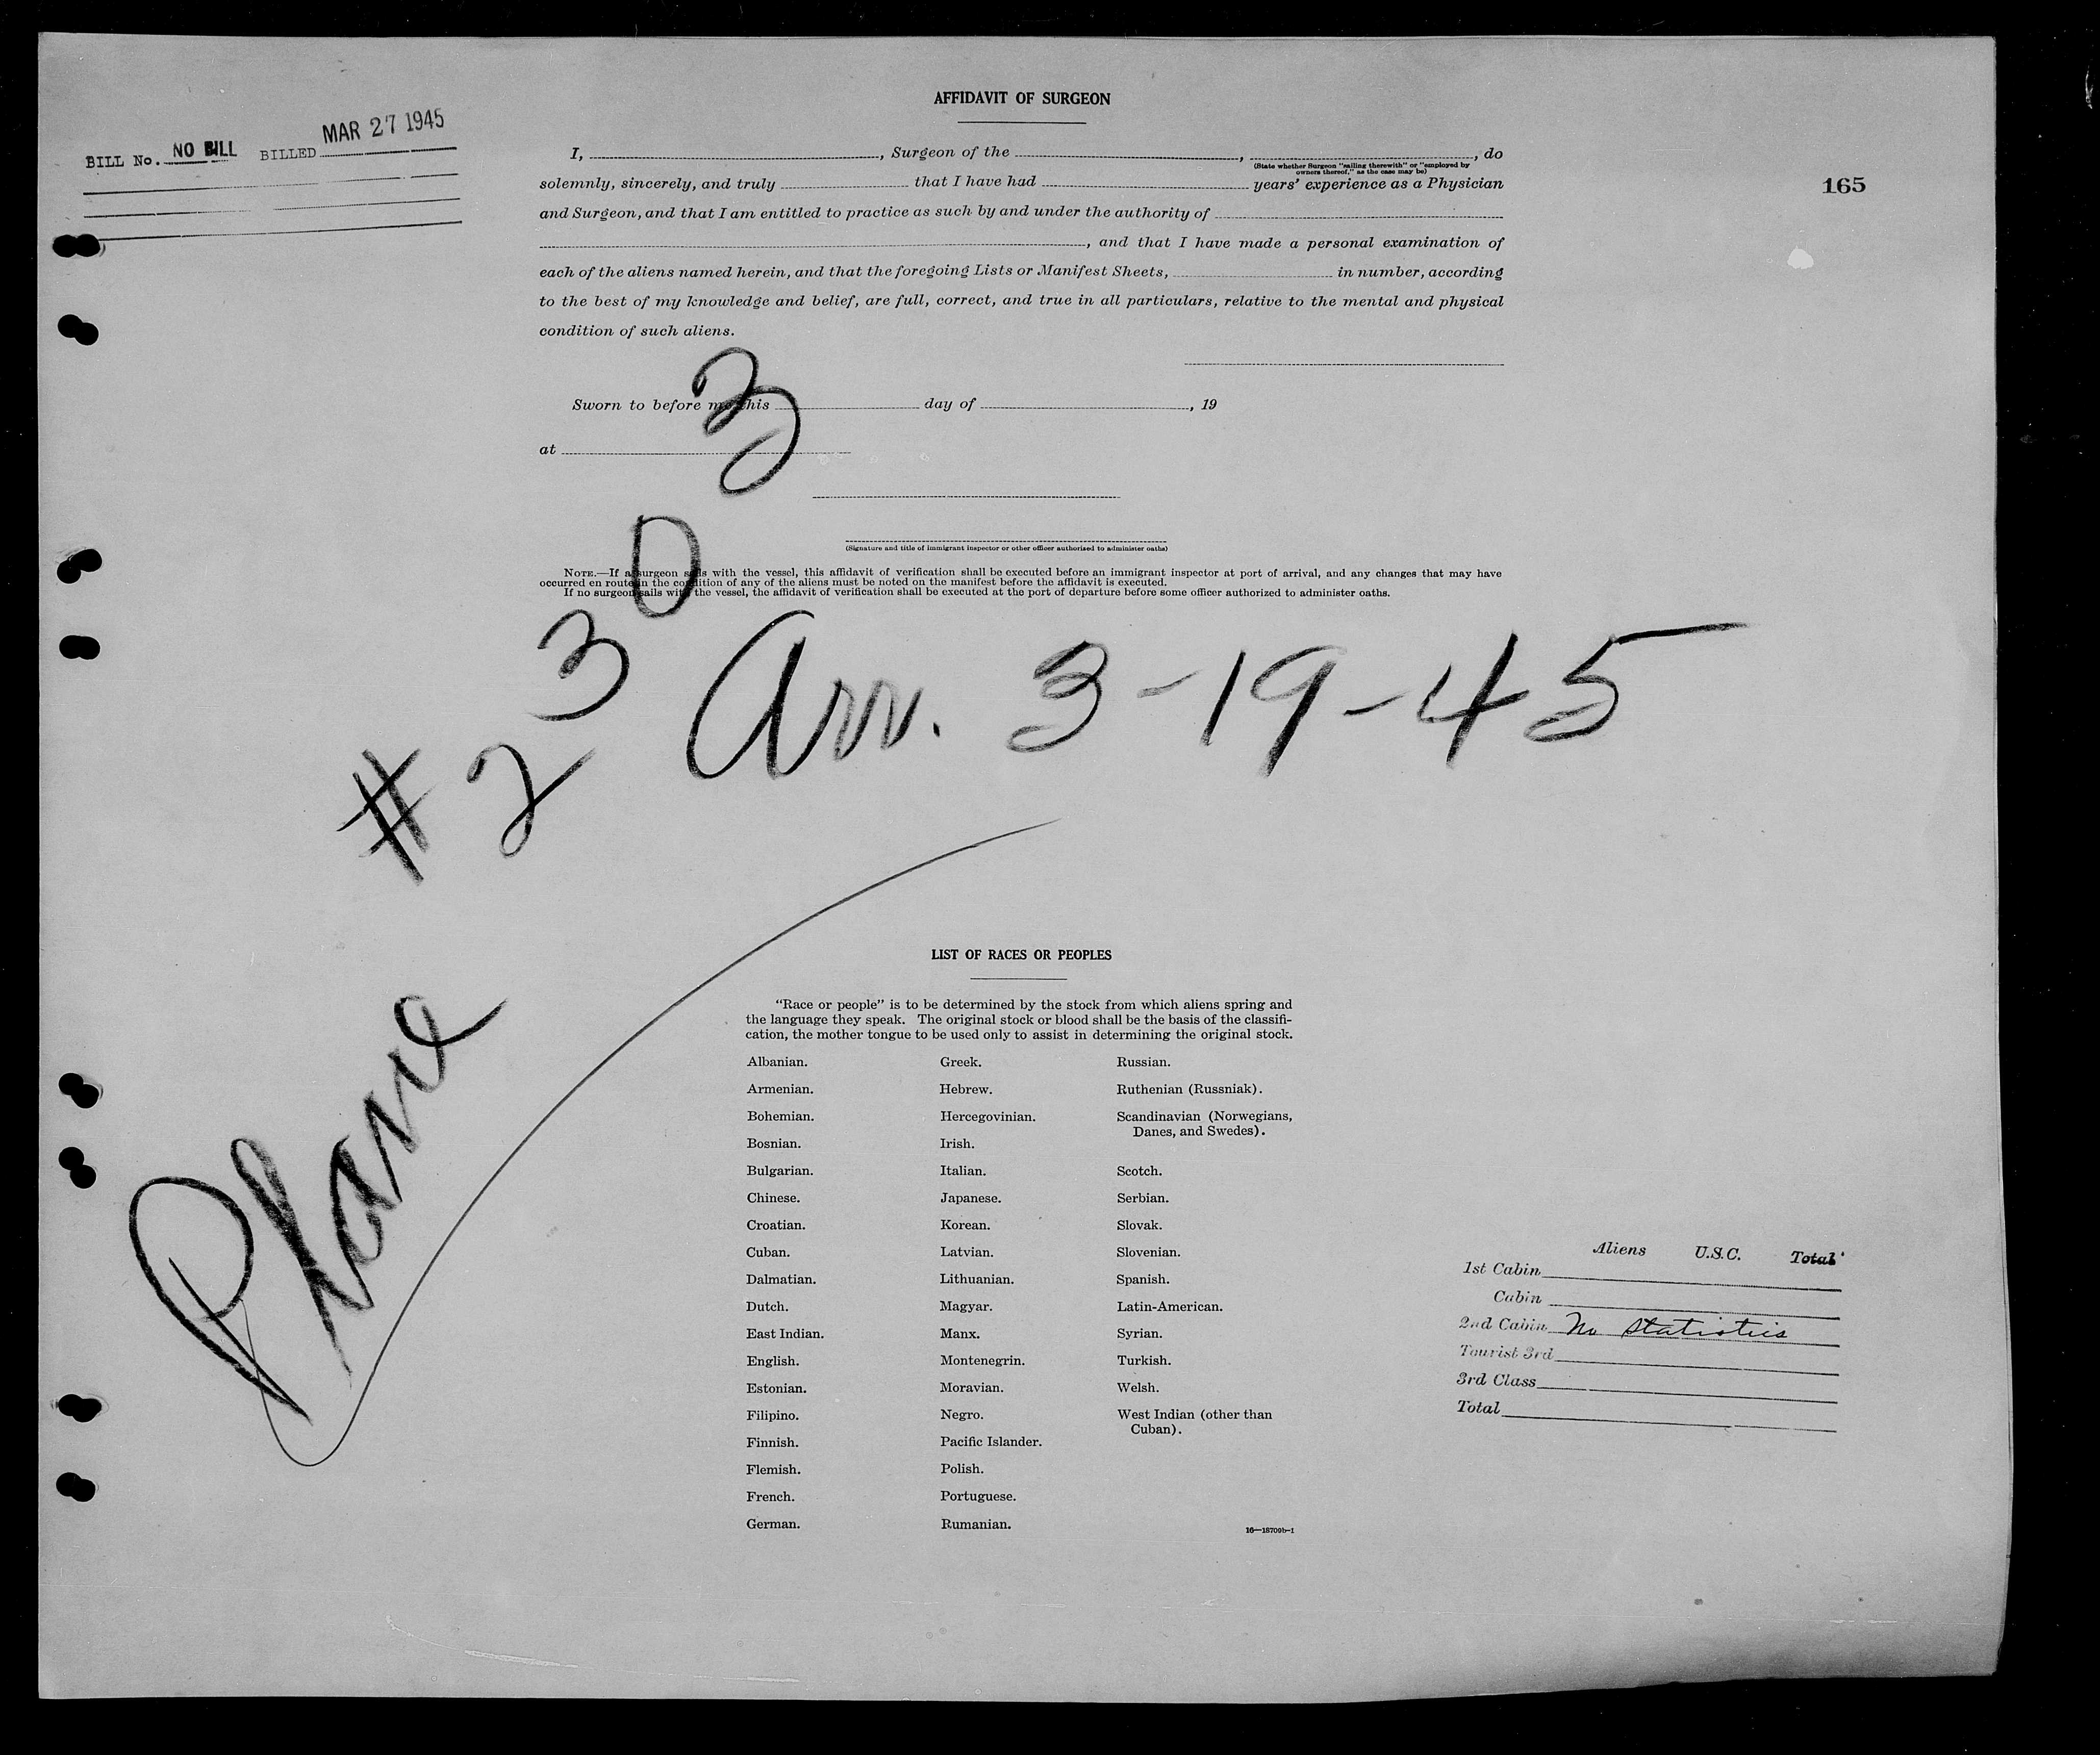 AFFIDAVIT OF SURGEON
BILL No. NO BILL BILLED MAR 27 1945
165
I, , Surgeon of the , , do
(State whether Surgeon "sailing therewith" or "employed by
owners thereof," as the case may be)
solemnly, sincerely, and truly that I have had years' experience as a Physician
and Surgeon, and that I am entitled to practice as such by and under the authority of
, and that I have made a personal examination of
each of the aliens named herein, and that the foregoing Lists or Manifest Sheets, in number, according
to the best of my knowledge and belief, are full, correct, and true in all particulars, relative to the mental and physical
condition of such aliens.
Sworn to before me this day of , 19
at
(Signature and title of immigrant inspector or other officer authorized to administer oaths)
NOTE.—If a surgeon sails with the vessel, this affidavit of verification shall be executed before an immigrant inspector at port of arrival, and any changes that may have
occurred en route in the condition of any of the aliens must be noted on the manifest before the affidavit is executed.
If no surgeon sails with the vessel, the affidavit of verification shall be executed at the port of departure before some officer authorized to administer oaths.
Plane # 2303
Arr. 3-19-45
LIST OF RACES OR PEOPLES
"Race or people" is to be determined by the stock from which aliens spring and
the language they speak. The original stock or blood shall be the basis of the classifi-
cation, the mother tongue to be used only to assist in determining the original stock.
Albanian.
Armenian.
Bohemian.
Bosnian.
Bulgarian.
Chinese.
Croatian.
Cuban.
Dalmatian.
Dutch.
East Indian.
English.
Estonian.
Filipino.
Finnish.
Flemish.
French.
German.
Greek.
Hebrew.
Hercegovinian.
Irish.
Italian.
Japanese.
Korean.
Latvian.
Lithuanian.
Magyar.
Manx.
Montenegrin.
Moravian.
Negro.
Pacific Islander.
Polish.
Portuguese.
Rumanian.
Russian.
Ruthenian (Russniak).
Scandinavian (Norwegians,
Danes, and Swedes).
Scotch.
Serbian.
Slovak.
Slovenian.
Spanish.
Latin-American.
Syrian.
Turkish.
Welsh.
West Indian (other than
Cuban).
16—18709b-1
Aliens U.S.C. Total
1st Cabin
Cabin
2nd Cabin No Statistics
Tourist 3rd
3rd Class
Total